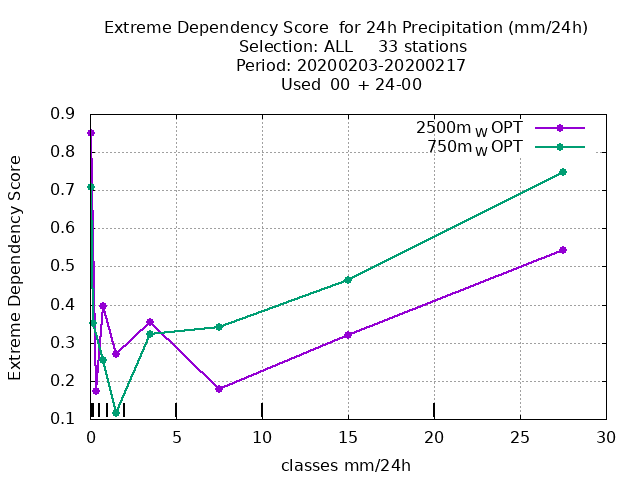 Extreme Dependency Score  for 24h Precipitation (mm/24h)
Selection: ALL     33 stations
Period: 20200203-20200217
Used  00 + 24-00
2500m W OPT
750m W OPT
Extreme Dependency Score
0.9
0.8
0.7
0.6
0.5
0.4
0.3
0.2
0.1
0 5 10 15 20 25 30
classes mm/24h